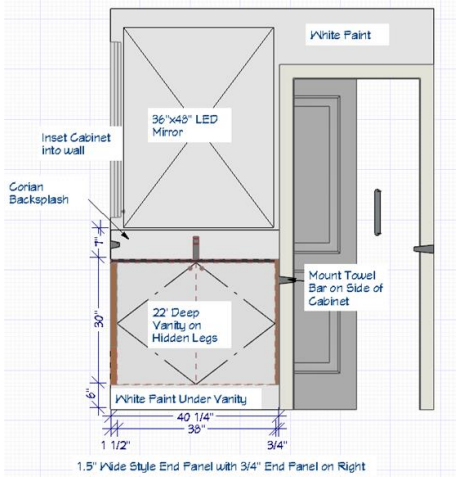 White Paint
36"x48" LED
Mirror
Inset Cabinet
into wall
Corian
Backsplash
7"
Mount Towel
Bar on Side of
Cabinet
22' Deep
Vanity on
Hidden Legs
30"
6"
White Paint Under Vanity
40 1/4"
38"
1 1/2"
3/4"
1.5" Wide Style End Panel with 3/4" End Panel on Right